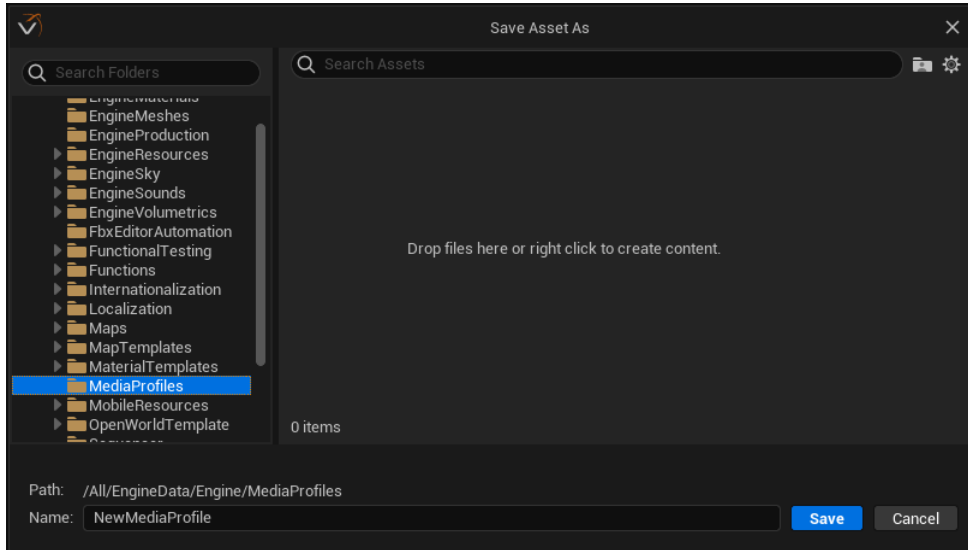 Save Asset As
Search Folders
Search Assets
EngineMaterials
EngineMeshes
EngineProduction
EngineResources
EngineSky
EngineSounds
EngineVolumetrics
FbxEditorAutomation
FunctionalTesting
Functions
Internationalization
Localization
Maps
MapTemplates
MaterialTemplates
MediaProfiles
MobileResources
OpenWorldTemplate
Drop files here or right click to create content.
0 items
Path: /All/EngineData/Engine/MediaProfiles
Name: NewMediaProfile
Save Cancel